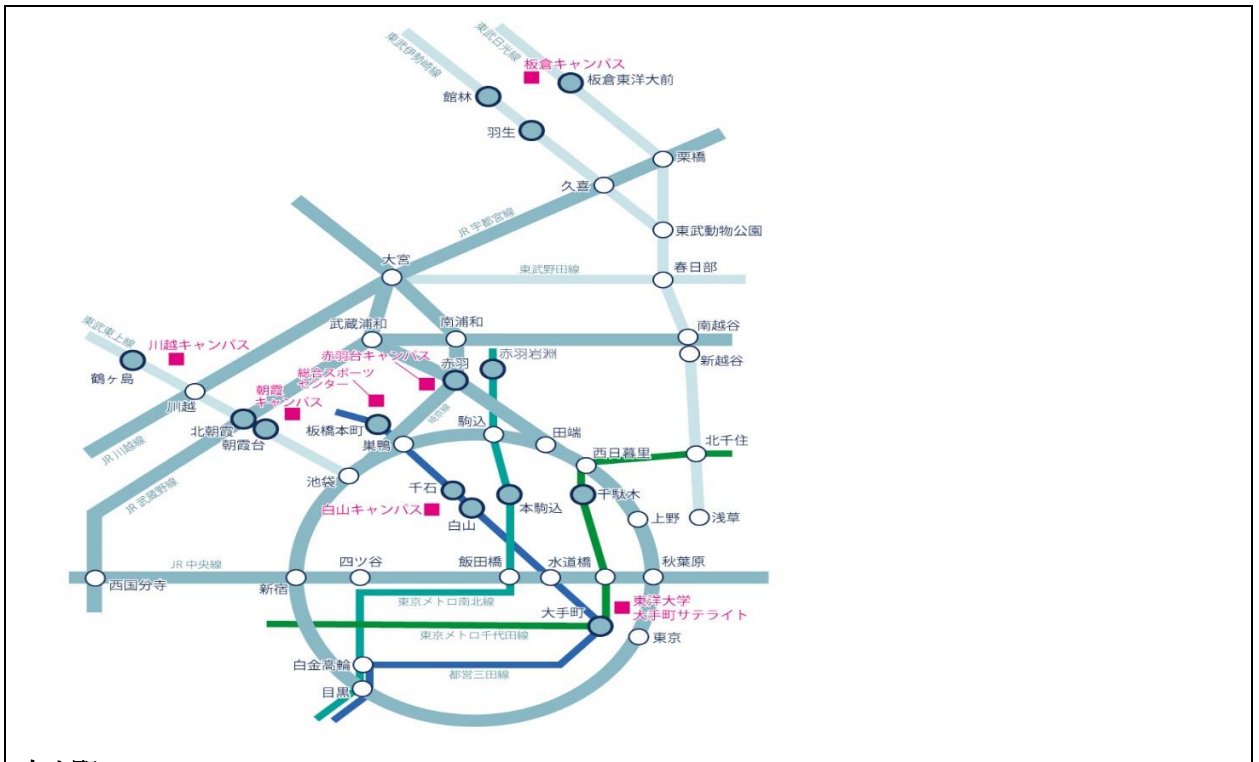 東武伊勢崎線
東武日光線
板倉キャンパス
板倉東洋大前
館林
羽生
栗橋
久喜
JR 宇都宮線
東武動物公園
大宮
東武野田線
春日部
東武東上線
川越キャンパス
武蔵浦和
南浦和
南越谷
新越谷
赤羽台キャンパス
赤羽岩淵
赤羽
鶴ヶ島
総合スポーツ
センター
朝霞
キャンパス
川越
埼京線
北朝霞
朝霞台
板橋本町
巣鴨
駒込
田端
西日暮里
北千住
JR 川越線
池袋
千石
千駄木
JR 武蔵野線
白山キャンパス
白山
本駒込
上野
浅草
JR 中央線
西国分寺
新宿
四ツ谷
飯田橋
水道橋
秋葉原
東京メトロ南北線
大手町
東洋大学
大手町サテライト
東京メトロ千代田線
東京
白金高輪
都営三田線
目黒